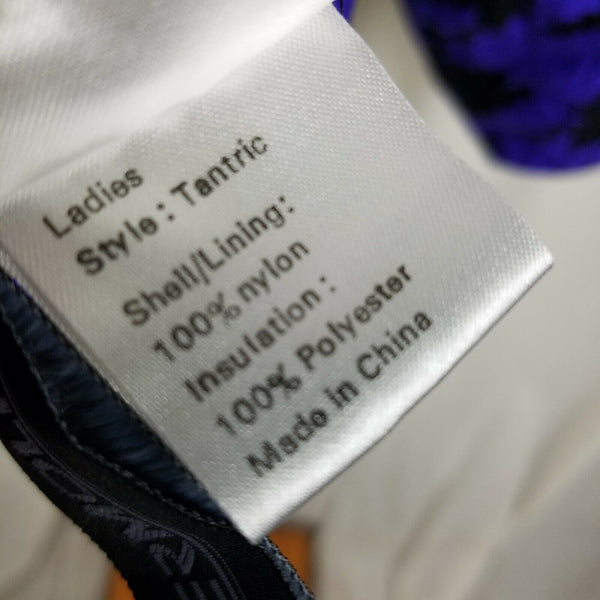 Ladies
Style : Tantric
Shell/Lining:
100% nylon
Insulation :
100% Polyester
Made in China